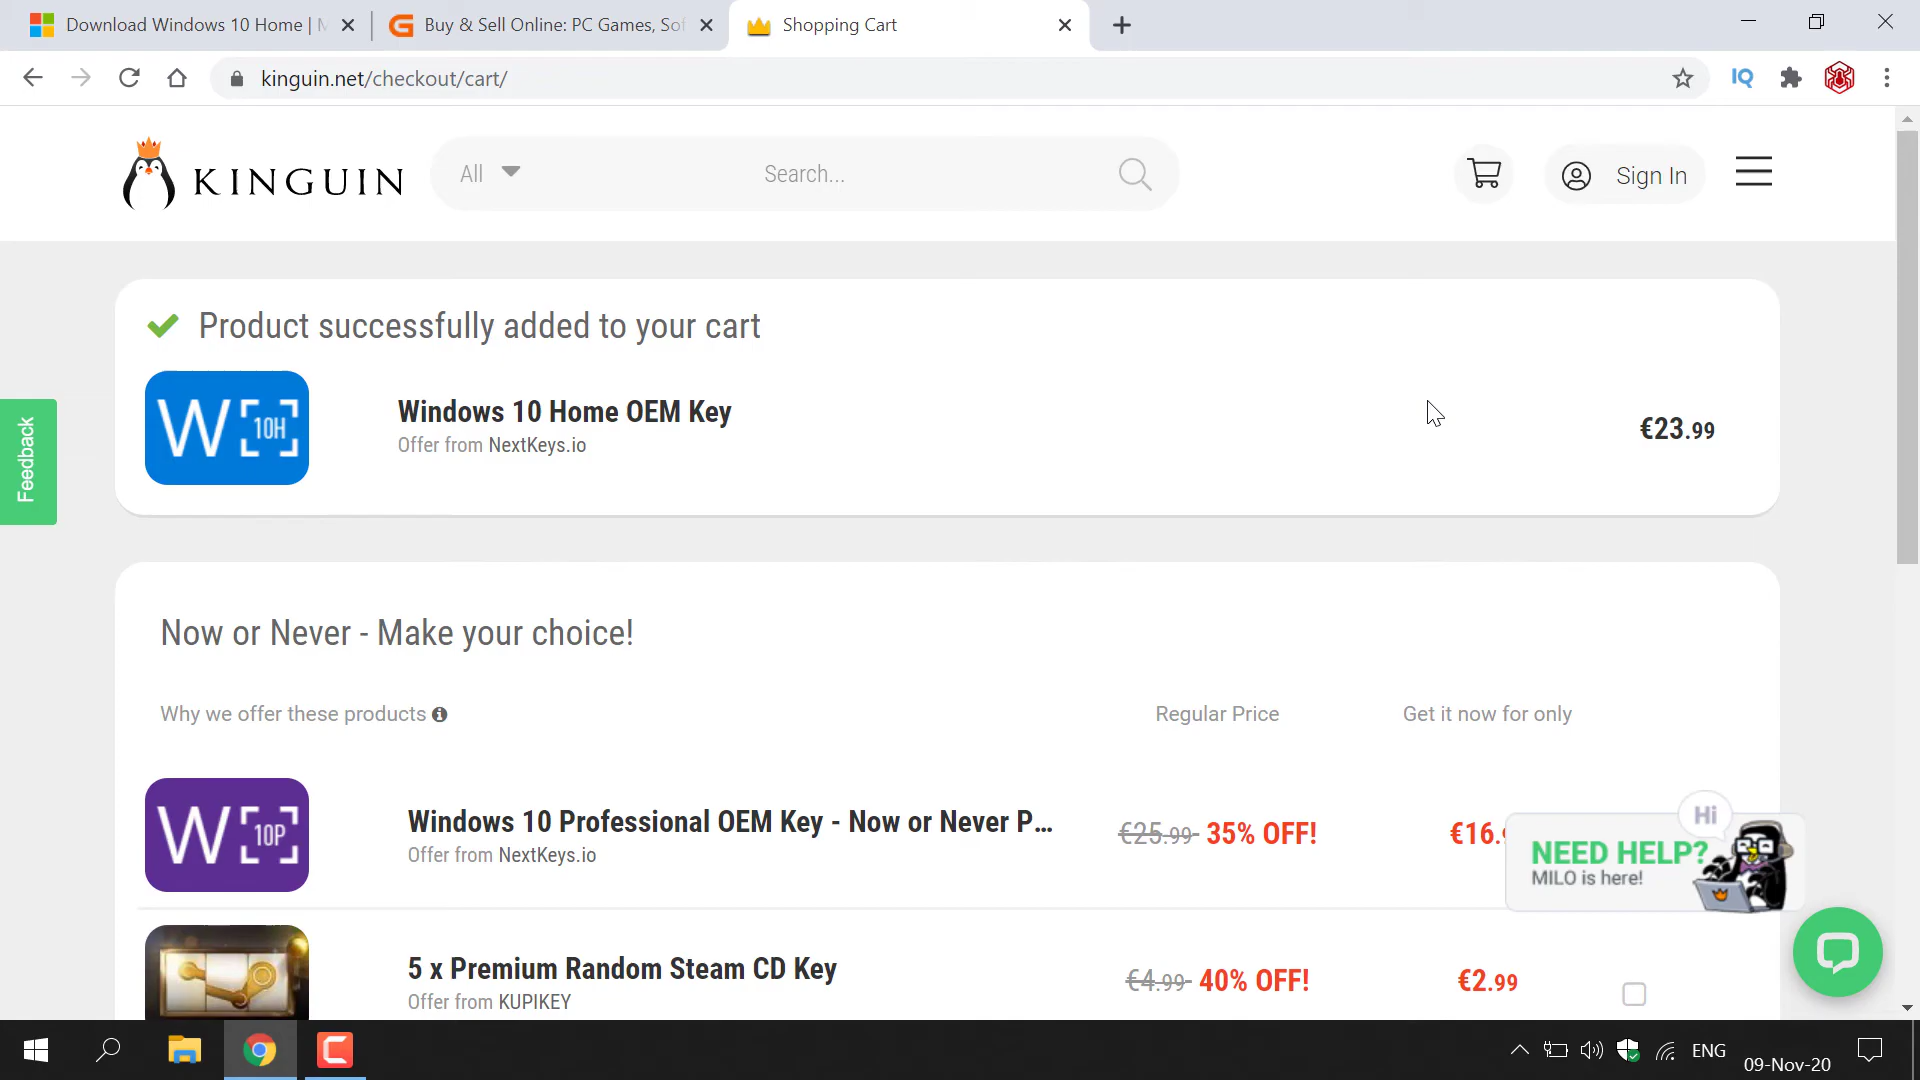 Download Windows 10 Home | M
Buy & Sell Online: PC Games, Sof
Shopping Cart
kinguin.net/checkout/cart/
IQ
KINGUIN
All
Search...
Sign In
Product successfully added to your cart
W 10H
Windows 10 Home OEM Key
Offer from NextKeys.io
€23.99
Feedback
Now or Never - Make your choice!
Why we offer these products
Regular Price
Get it now for only
W 10P
Windows 10 Professional OEM Key - Now or Never P...
Offer from NextKeys.io
€25.99 35% OFF!
€16.
Hi
NEED HELP?
MILO is here!
5 x Premium Random Steam CD Key
Offer from KUPIKEY
€4.99 40% OFF!
€2.99
ENG
09-Nov-20